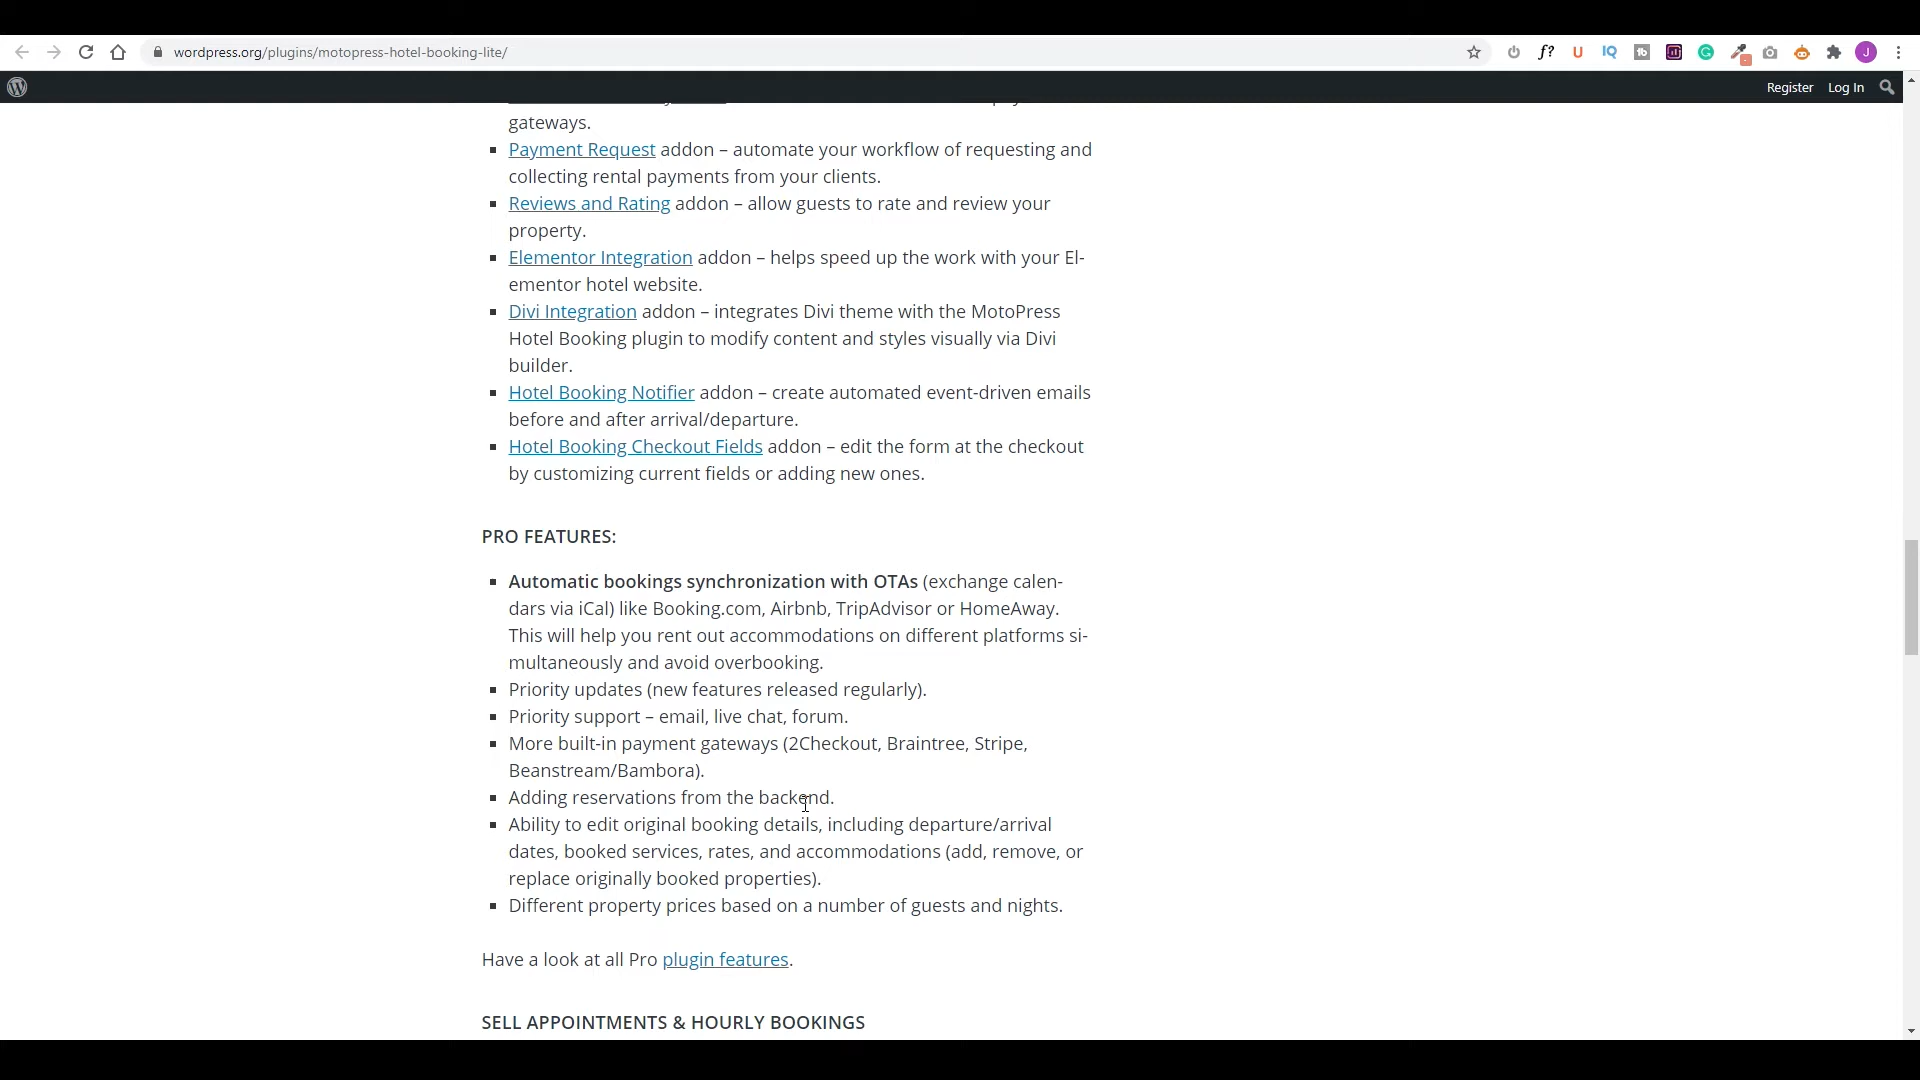 wordpress.org/plugins/motopress-hotel-booking-lite/
Register Log In
gateways.
Payment Request addon – automate your workflow of requesting and
collecting rental payments from your clients.
Reviews and Rating addon – allow guests to rate and review your
property.
Elementor Integration addon – helps speed up the work with your El-
ementor hotel website.
Divi Integration addon – integrates Divi theme with the MotoPress
Hotel Booking plugin to modify content and styles visually via Divi
builder.
Hotel Booking Notifier addon – create automated event-driven emails
before and after arrival/departure.
Hotel Booking Checkout Fields addon – edit the form at the checkout
by customizing current fields or adding new ones.
PRO FEATURES:
Automatic bookings synchronization with OTAs (exchange calen-
dars via iCal) like Booking.com, Airbnb, TripAdvisor or HomeAway.
This will help you rent out accommodations on different platforms si-
multaneously and avoid overbooking.
Priority updates (new features released regularly).
Priority support – email, live chat, forum.
More built-in payment gateways (2Checkout, Braintree, Stripe,
Beanstream/Bambora).
Adding reservations from the backend.
Ability to edit original booking details, including departure/arrival
dates, booked services, rates, and accommodations (add, remove, or
replace originally booked properties).
Different property prices based on a number of guests and nights.
Have a look at all Pro plugin features.
SELL APPOINTMENTS & HOURLY BOOKINGS